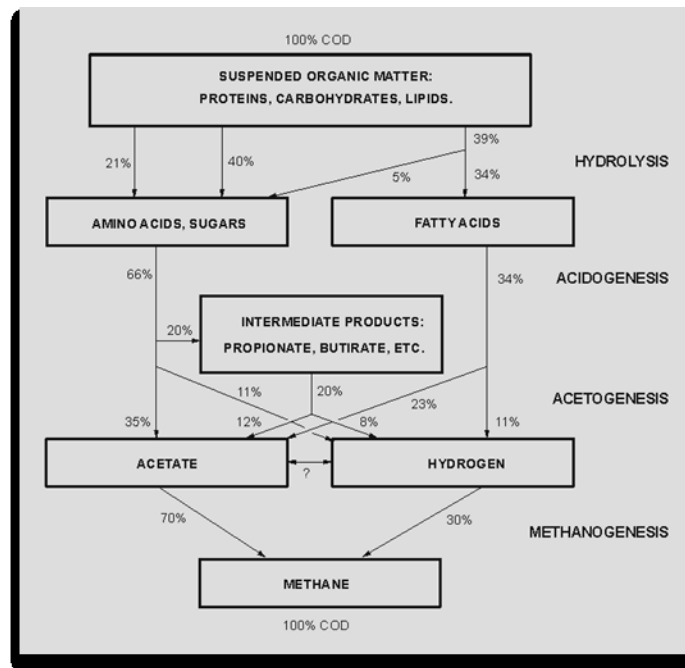 100% COD
SUSPENDED ORGANIC MATTER:
PROTEINS, CARBOHYDRATES, LIPIDS.
39%
21%
40%
HYDROLYSIS
5%
34%
AMINO ACIDS, SUGARS
FATTY ACIDS
66%
34%
ACIDOGENESIS
INTERMEDIATE PRODUCTS:
20%
PROPIONATE, BUTIRATE, ETC.
11%
20%
23%
ACETOGENESIS
35%
12%
8%
11%
ACETATE
HYDROGEN
?
70%
30%
METHANOGENESIS
METHANE
100% COD